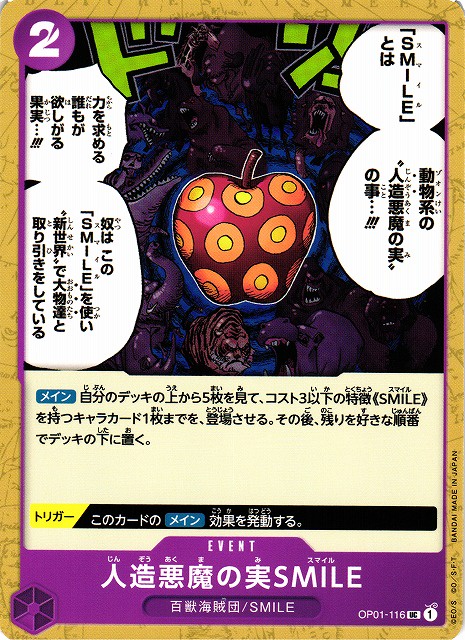 2
「SMILE」
とは
動物系の
“人造悪魔の実”
の事…!!!
力を求める
誰もが
欲しがる
果実…!!!
奴はこの
「SMILE」を使い
“新世界”で大物達と
取り引きをしている
メイン 自分のデッキの上から5枚を見て、コスト3以下の特徴《SMILE》
を持つキャラカード1枚までを、登場させる。その後、残りを好きな順番
でデッキの下に置く。
トリガー このカードの メイン 効果を発動する。
EVENT
人造悪魔の実SMILE
百獣海賊団/SMILE
OP01-116 UC 1
©E.O/S. ©O/S・F・T BANDAI MADE IN JAPAN